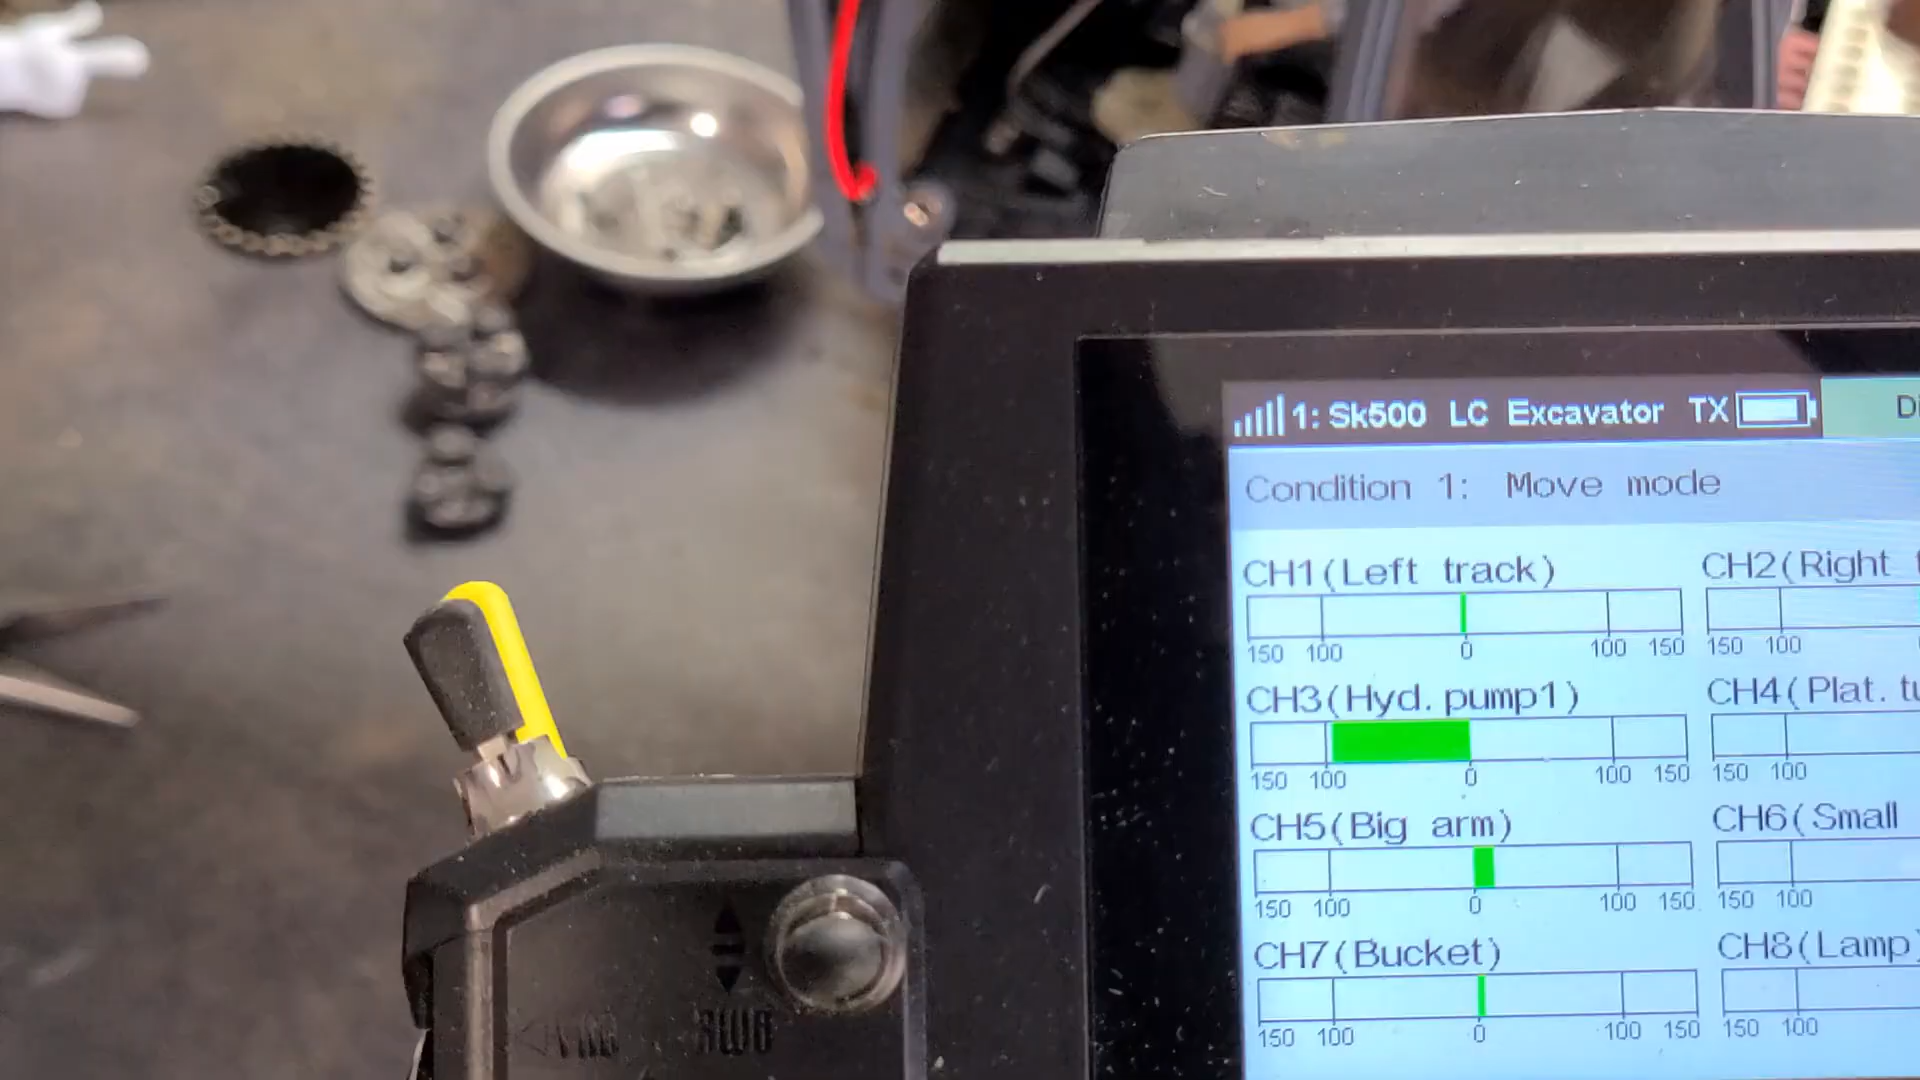 1: Sk500 LC Excavator TX
Condition 1: Move mode
CH1(Left track)
CH2(Right
150 100 0 100 150
150 100
CH3(Hyd.pump1)
CH4(Plat.
150 100 0 100 150
150 100
CH5(Big arm)
CH6(Small
150 100 0 100 150
150 100
CH7(Bucket)
CH8(Lamp)
150 100 0 100 150
150 100